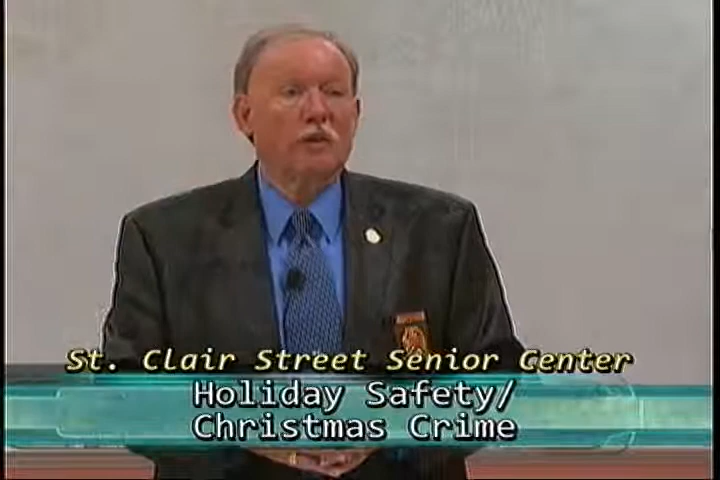 St. Clair Street Senior Center
Holiday Safety/
Christmas Crime